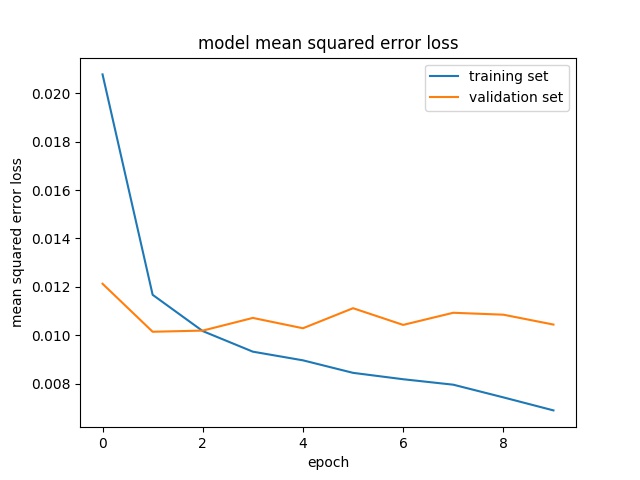 model mean squared error loss
training set
validation set
mean squared error loss
0.020
0.018
0.016
0.014
0.012
0.010
0.008
0
2
4
6
8
epoch